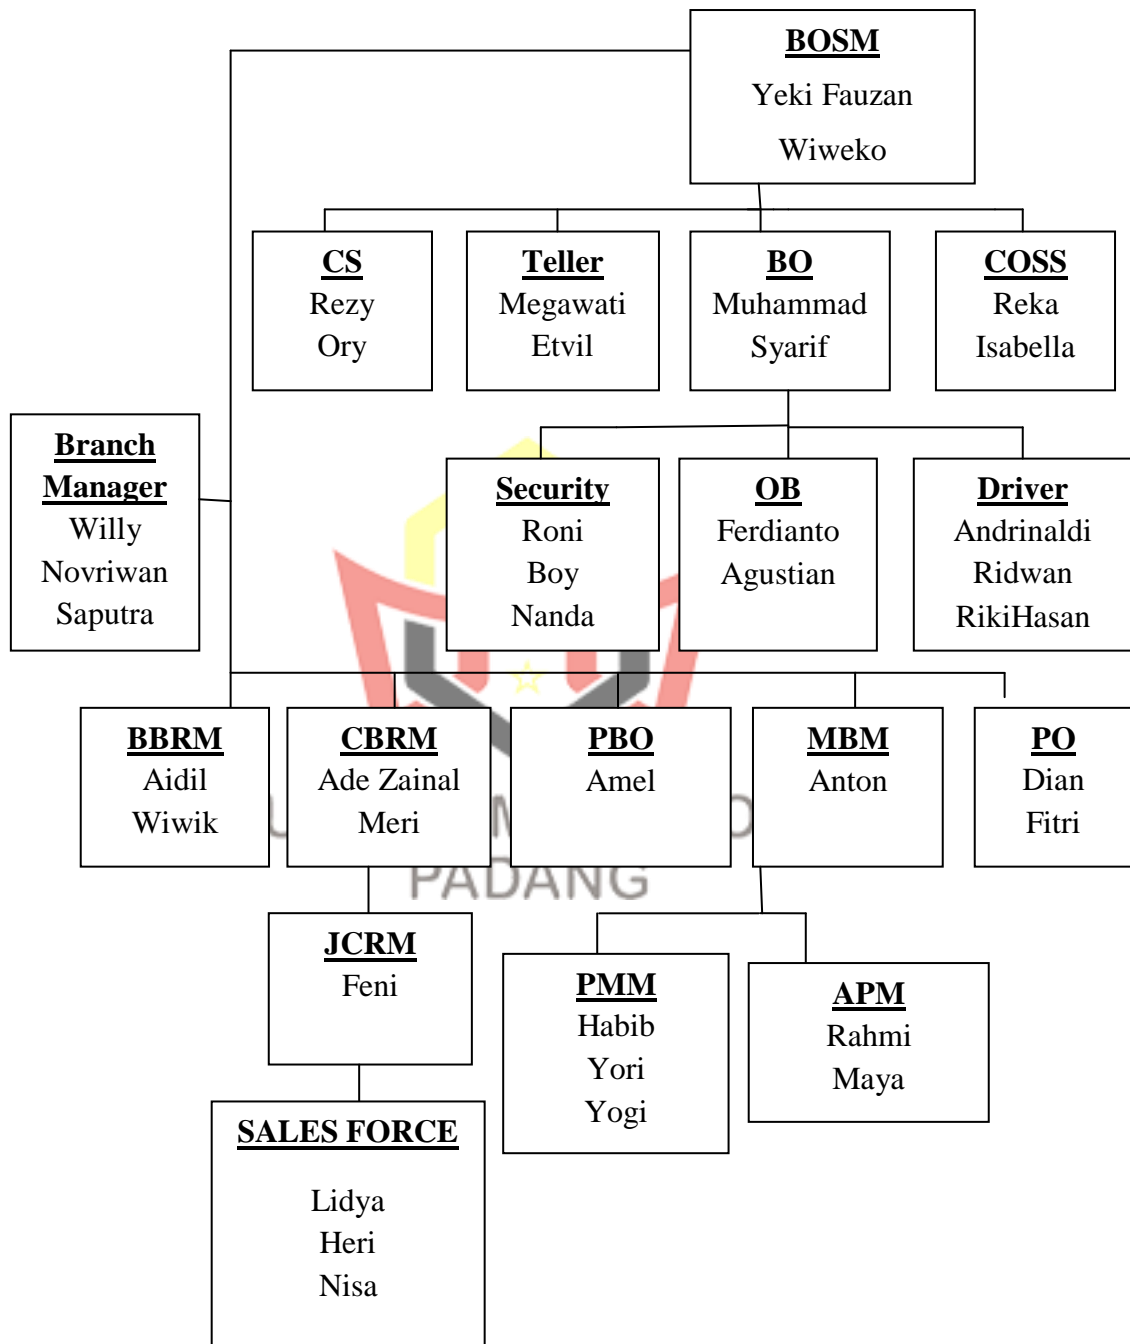 BOSM
Yeki Fauzan
Wiweko
CS
Rezy
Ory
Teller
Megawati
Etvil
BO
Muhammad
Syarif
COSS
Reka
Isabella
Branch
Manager
Willy
Novriwan
Saputra
Security
Roni
Boy
Nanda
OB
Ferdianto
Agustian
Driver
Andrinaldi
Ridwan
RikiHasan
BBRM
Aidil
Wiwik
CBRM
Ade Zainal
Meri
PBO
Amel
MBM
Anton
PO
Dian
Fitri
PADANG
JCRM
Feni
PMM
Habib
Yori
Yogi
APM
Rahmi
Maya
SALES FORCE
Lidya
Heri
Nisa